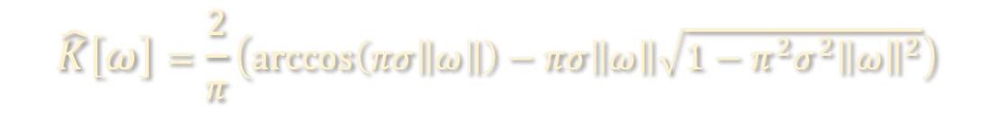 K̂[ω] = 2/π (arccos(πσ‖ω‖) − πσ‖ω‖√(1 − π²σ²‖ω‖²))